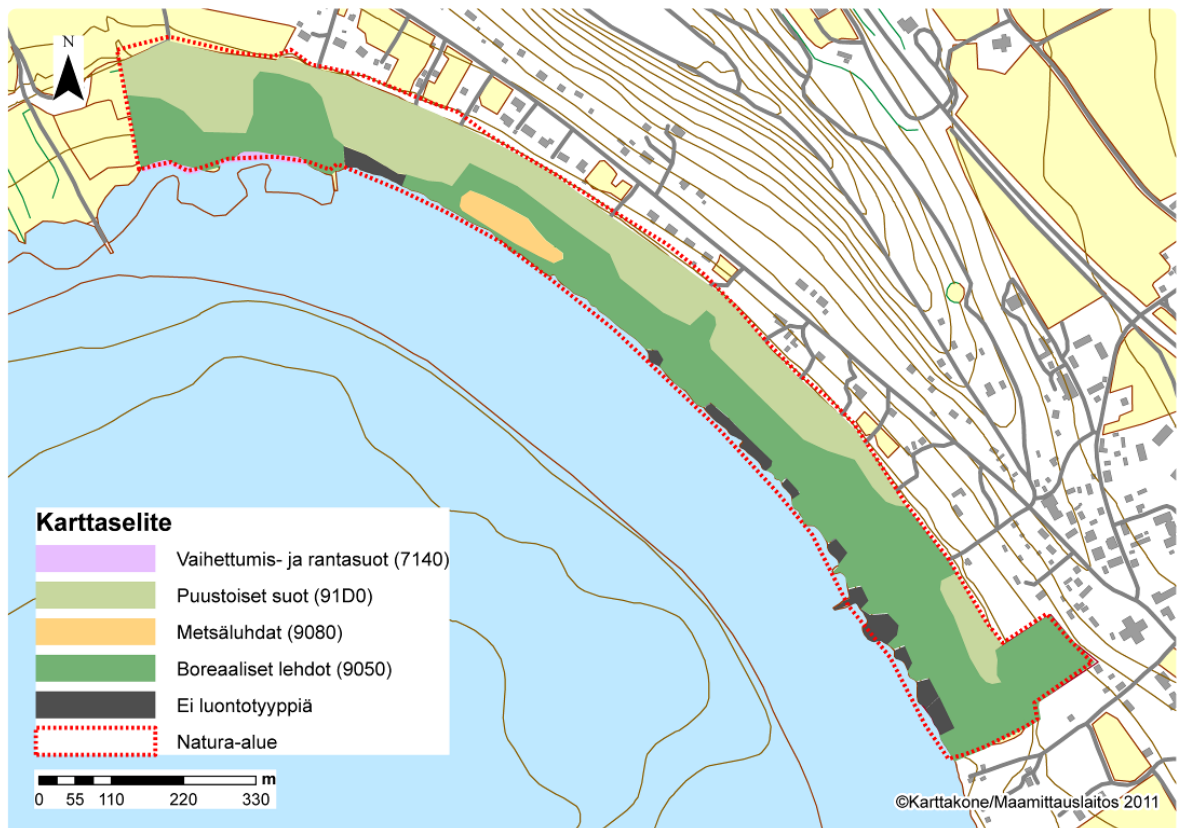 N
Karttaselite
Vaihettumis- ja rantasuot (7140)
Puustoiset suot (91D0)
Metsäluhdat (9080)
Boreaaliset lehdot (9050)
Ei luontotyyppiä
Natura-alue
m
0 55 110 220 330
©Karttakone/Maamittauslaitos 2011